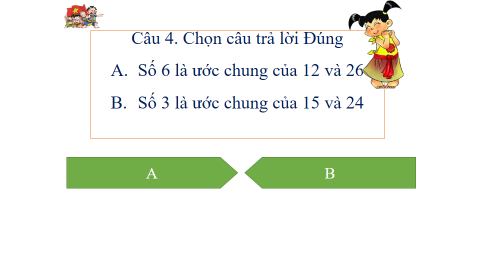 Câu 4. Chọn câu trả lời Đúng
A. Số 6 là ước chung của 12 và 26
B. Số 3 là ước chung của 15 và 24
A
B